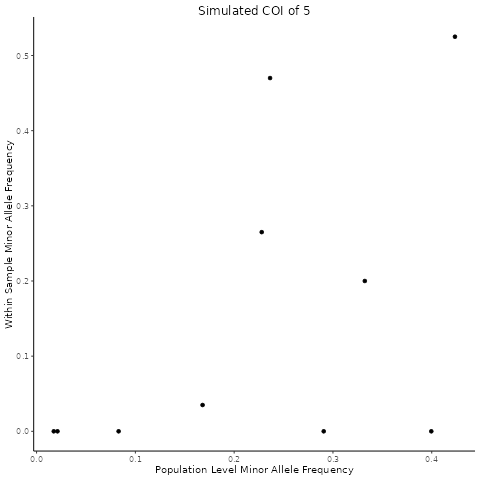 Simulated COI of 5
Within Sample Minor Allele Frequency
0.5
0.4
0.3
0.2
0.1
0.0
0.0 0.1 0.2 0.3 0.4
Population Level Minor Allele Frequency